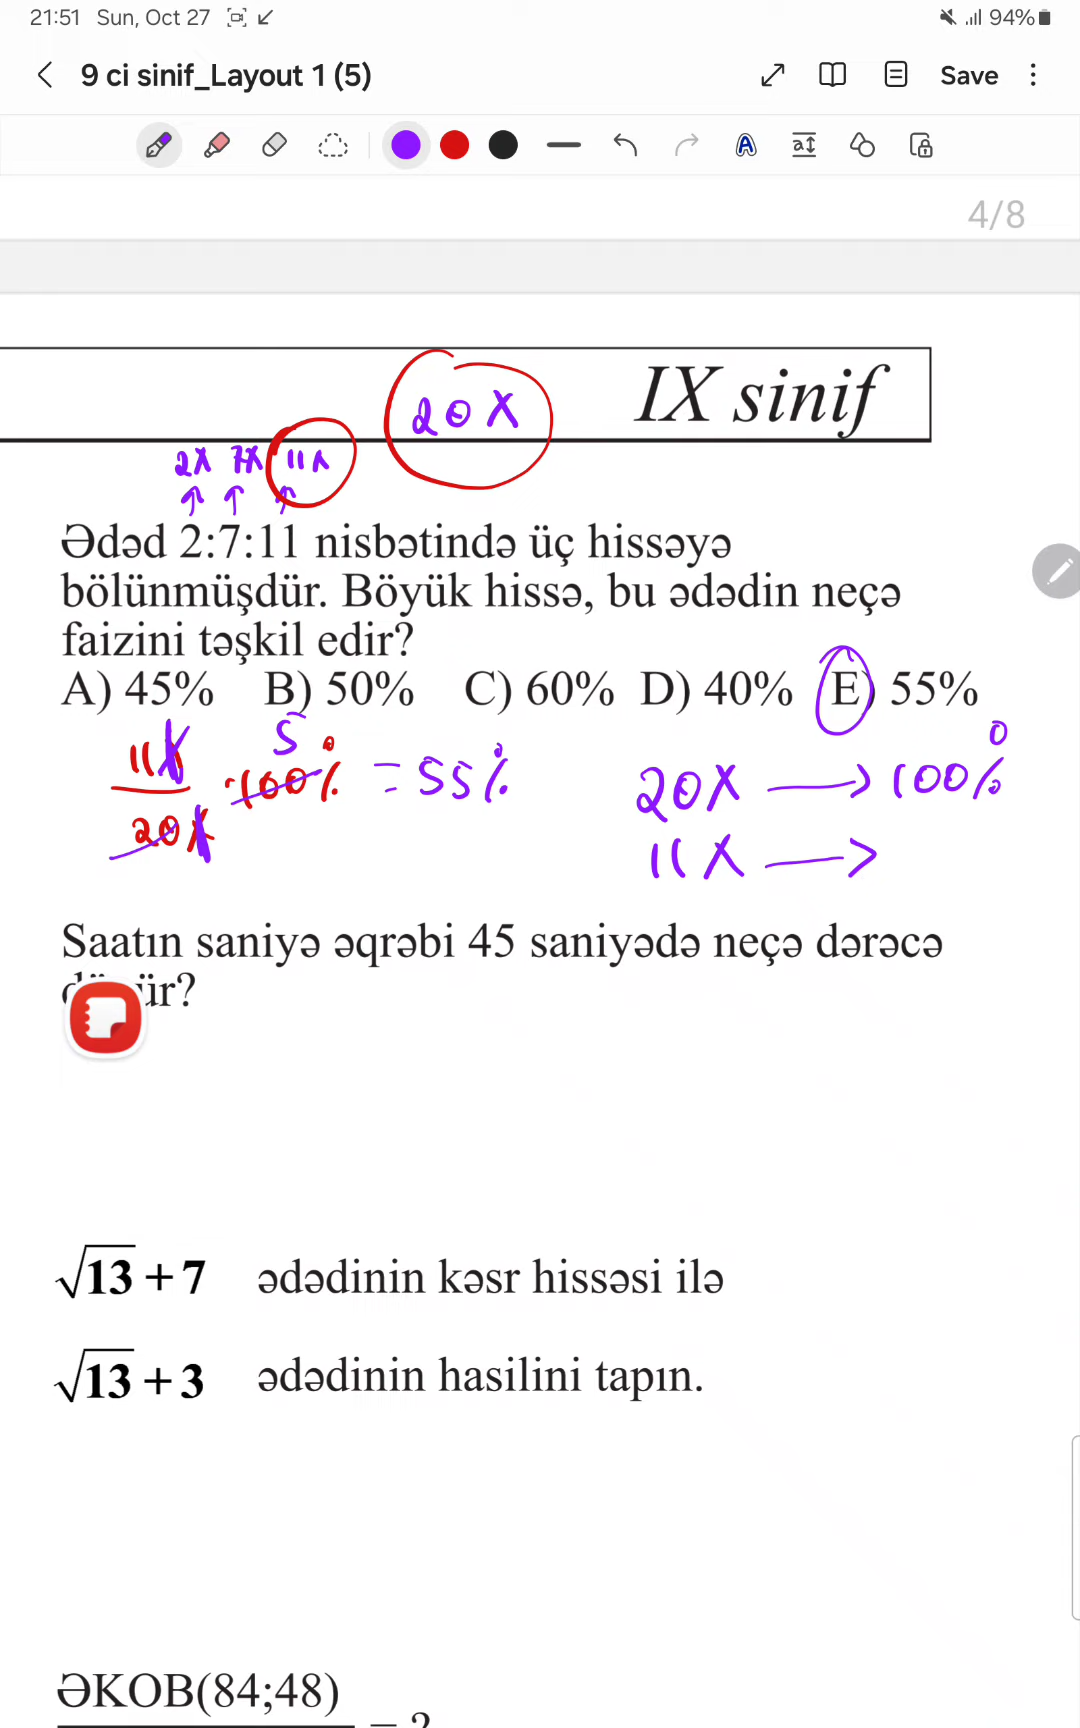 21:51 Sun, Oct 27 94%
9 ci sinif_Layout 1 (5) Save
4/8
20x IX sinif
2x 7x 11x
Ədəd 2:7:11 nisbətində üç hissəyə
bölünmüşdür. Böyük hissə, bu ədədin neçə
faizini təşkil edir?
A) 45% B) 50% C) 60% D) 40% E) 55%
11x/20x · 100% = 55%
5
20x → 100%
11x →
Saatın saniyə əqrəbi 45 saniyədə neçə dərəcə
√13 + 7 ədədinin kəsr hissəsi ilə
√13 + 3 ədədinin hasilini tapın.
ƏKOB(84;48)
= ?